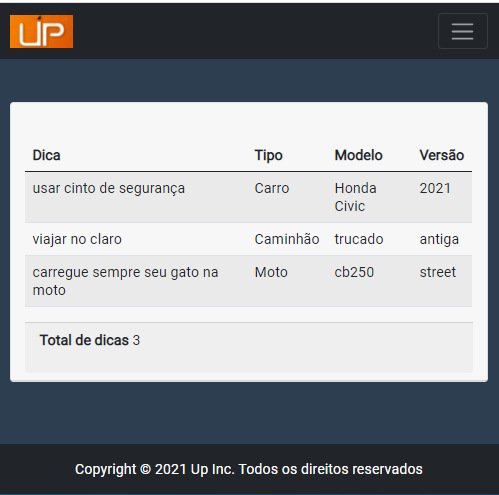 UP
Dica Tipo Modelo Versão
usar cinto de segurança Carro Honda 2021
Civic
viajar no claro Caminhão trucado antiga
carregue sempre seu gato na Moto cb250 street
moto
Total de dicas 3
Copyright © 2021 Up Inc. Todos os direitos reservados